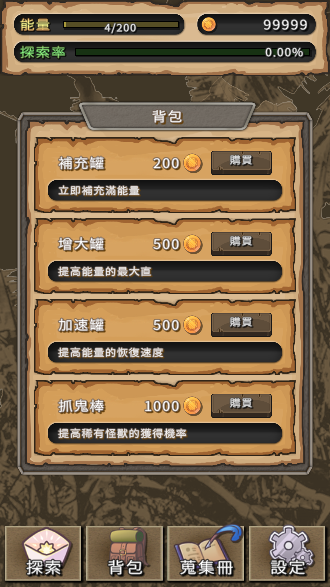 能量 4/200 99999
探索率 0.00%
背包
補充罐 200 購買
立即補充滿能量
增大罐 500 購買
提高能量的最大直
加速罐 500 購買
提高能量的恢復速度
抓鬼棒 1000 購買
提高稀有怪獸的獲得機率
探索 背包 蒐集冊 設定